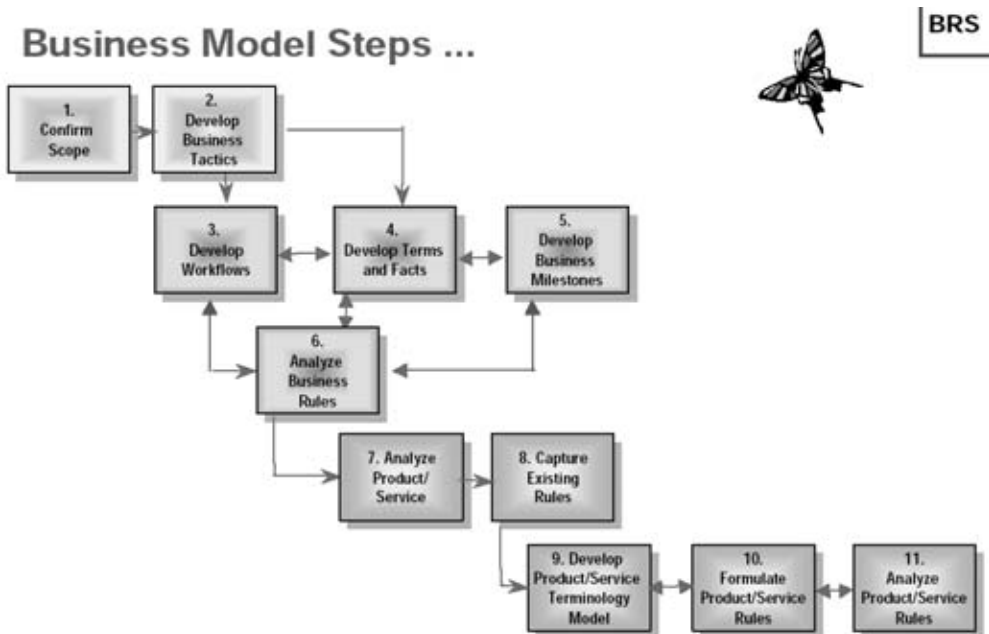 Business Model Steps ...
BRS
1.
Confirm
Scope
2.
Develop
Business
Tactics
3.
Develop
Workflows
4.
Develop Terms
and Facts
5.
Develop
Business
Milestones
6.
Analyze
Business
Rules
7. Analyze
Product/
Service
8. Capture
Existing
Rules
9. Develop
Product/Service
Terminology
Model
10.
Formulate
Product/Service
Rules
11.
Analyze
Product/Service
Rules